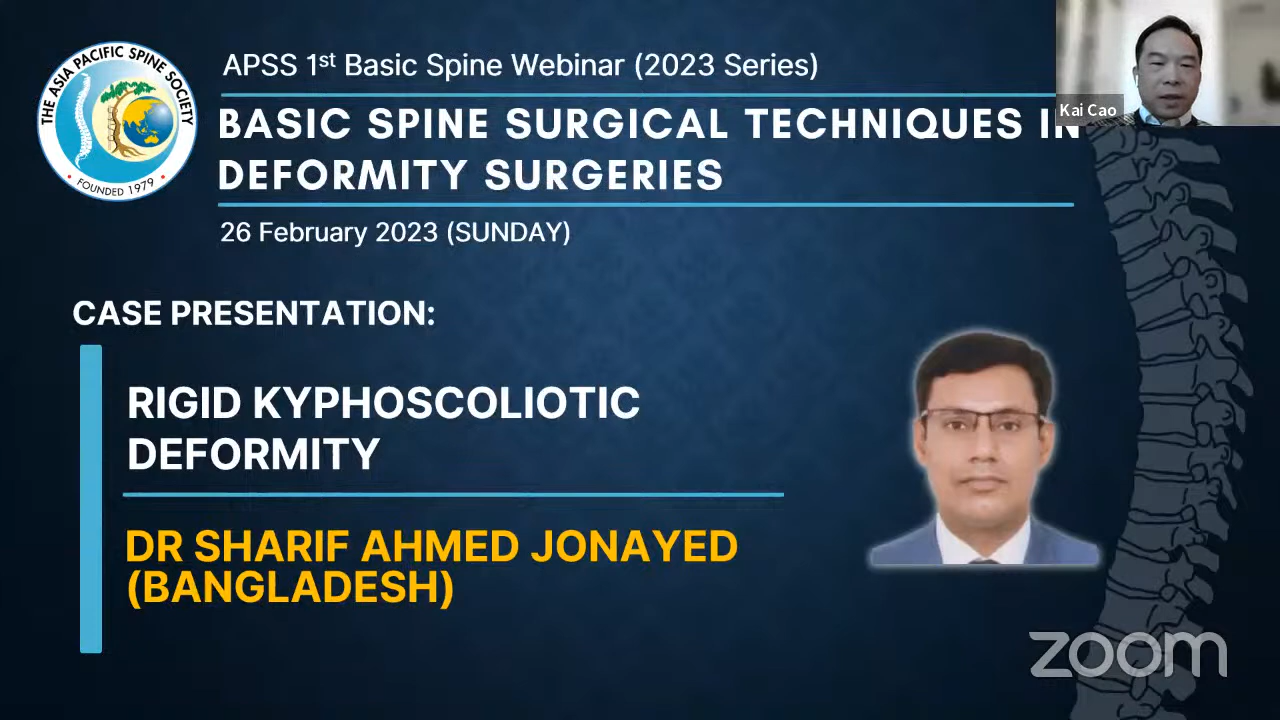 THE ASIA PACIFIC SPINE SOCIETY
FOUNDED 1979
APSS 1st Basic Spine Webinar (2023 Series)
BASIC SPINE SURGICAL TECHNIQUES IN
DEFORMITY SURGERIES
26 February 2023 (SUNDAY)
Kai Cao
CASE PRESENTATION:
RIGID KYPHOSCOLIOTIC
DEFORMITY
DR SHARIF AHMED JONAYED
(BANGLADESH)
zoom